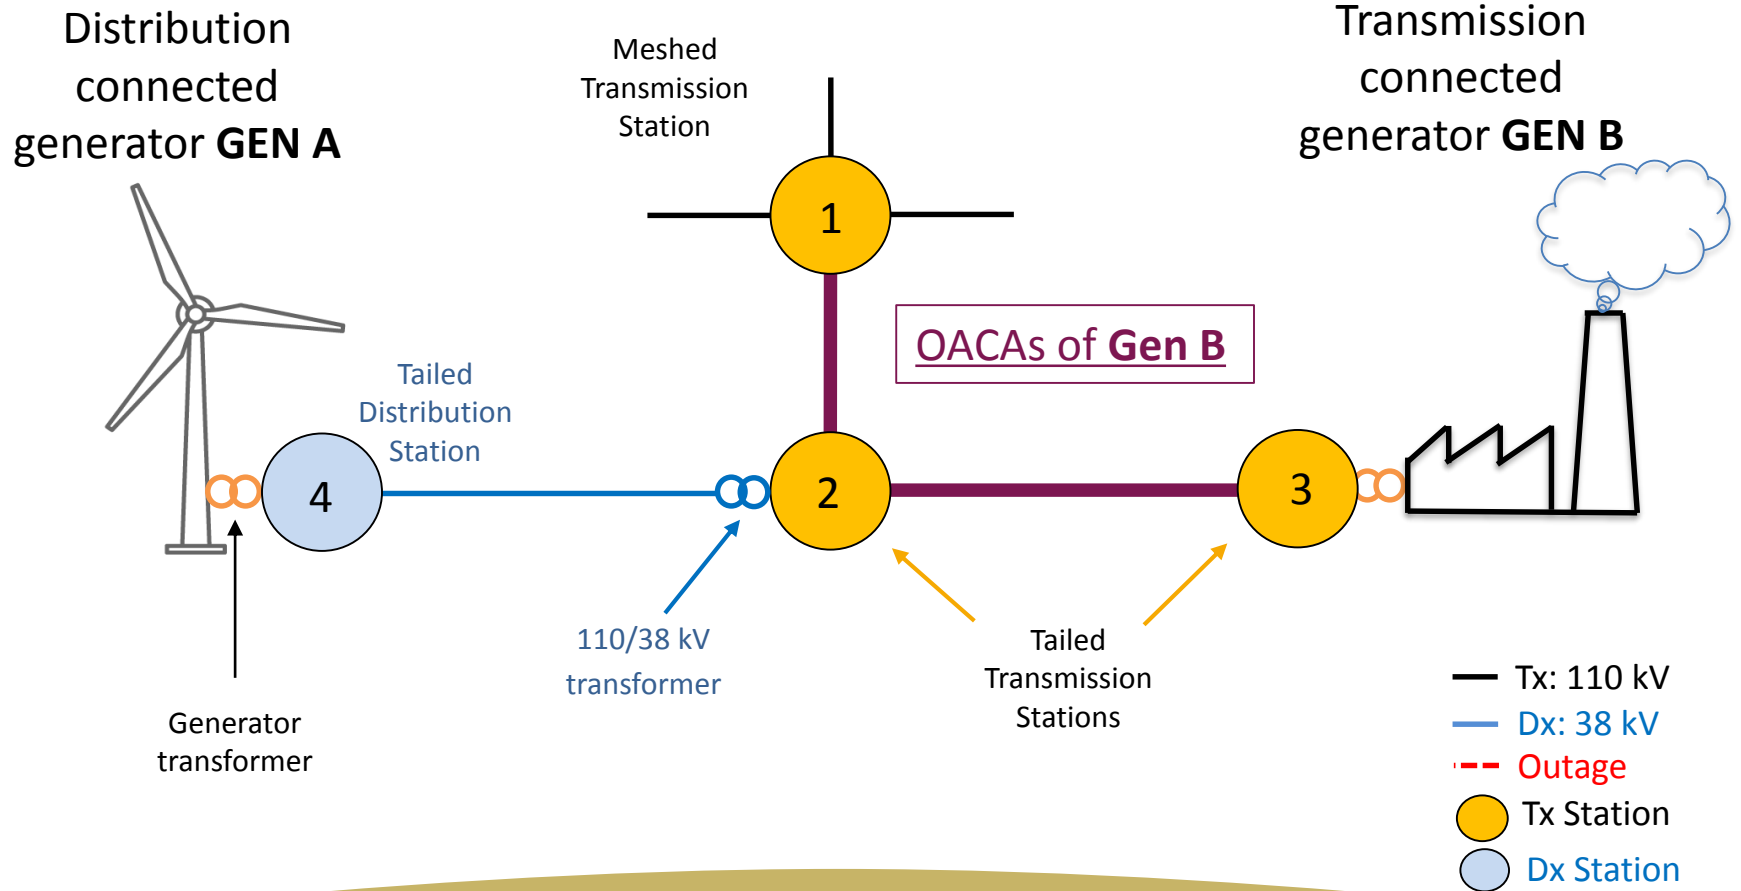 Distribution
connected
generator GEN A
Meshed
Transmission
Station
Transmission
connected
generator GEN B
1
OACAs of Gen B
Tailed
Distribution
Station
4
2
3
110/38 kV
transformer
Tailed
Transmission
Stations
Generator
transformer
Tx: 110 kV
Dx: 38 kV
Outage
Tx Station
Dx Station